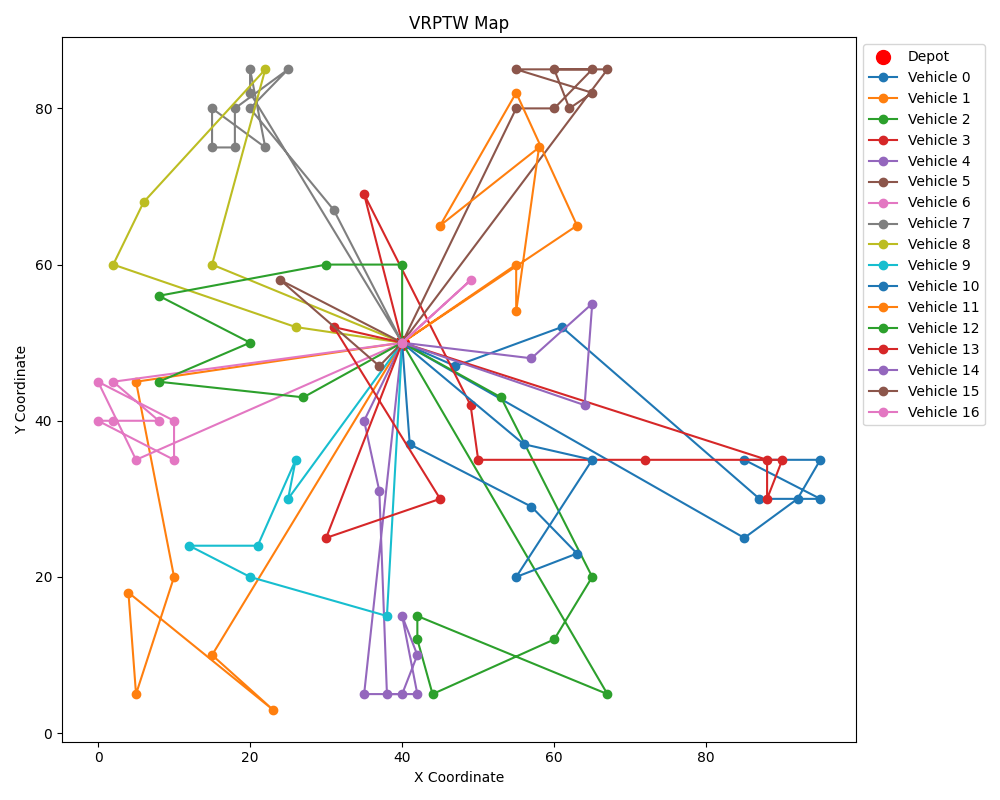 VRPTW Map
Y Coordinate
80
60
40
20
0
0 20 40 60 80
X Coordinate
Depot
Vehicle 0
Vehicle 1
Vehicle 2
Vehicle 3
Vehicle 4
Vehicle 5
Vehicle 6
Vehicle 7
Vehicle 8
Vehicle 9
Vehicle 10
Vehicle 11
Vehicle 12
Vehicle 13
Vehicle 14
Vehicle 15
Vehicle 16